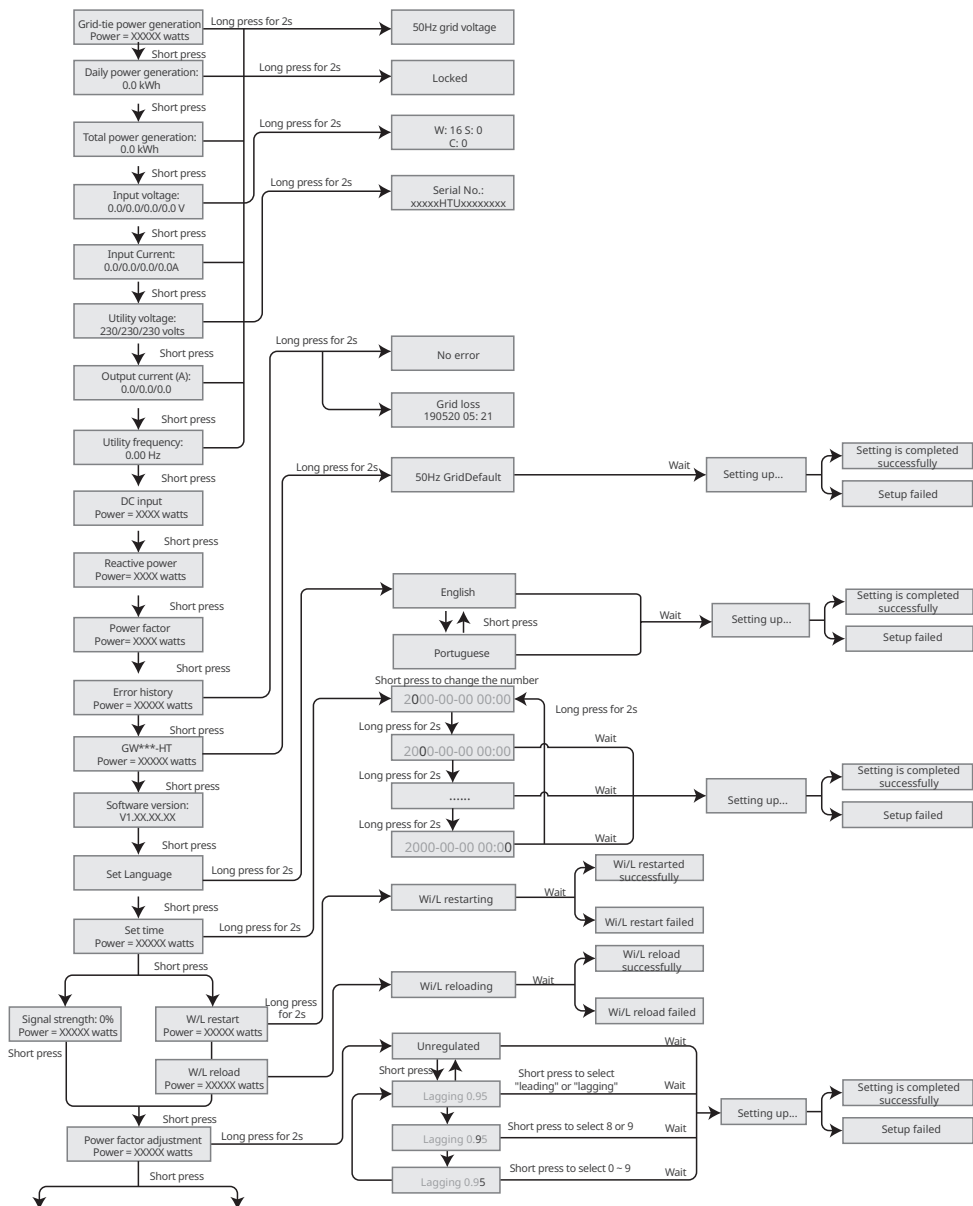 Grid-tie power generation
Power = XXXXX watts
Long press for 2s
50Hz grid voltage
Short press
Daily power generation:
0.0 kWh
Long press for 2s
Locked
Short press
Total power generation:
0.0 kWh
Long press for 2s
W: 16 S: 0
C: 0
Short press
Input voltage:
0.0/0.0/0.0/0.0 V
Long press for 2s
Serial No.:
xxxxxHTUxxxxxxxx
Short press
Input Current:
0.0/0.0/0.0/0.0A
Short press
Utility voltage:
230/230/230 volts
Short press
Long press for 2s
No error
Output current (A):
0.0/0.0/0.0
Grid loss
190520 05: 21
Short press
Utility frequency:
0.00 Hz
Long press for 2s
50Hz GridDefault
Wait
Setting up...
Setting is completed
successfully
Setup failed
Short press
DC input
Power = XXXX watts
Short press
Reactive power
Power= XXXX watts
Short press
Power factor
Power= XXXX watts
English
Short press
Portuguese
Wait
Setting up...
Setting is completed
successfully
Setup failed
Short press
Error history
Power = XXXXX watts
Short press to change the number
2000-00-00 00:00
Long press for 2s
Short press
GW***-HT
Power = XXXXX watts
Long press for 2s
2000-00-00 00:00
Wait
Short press
Software version:
V1.XX.XX.XX
Long press for 2s
......
Wait
Setting up...
Setting is completed
successfully
Setup failed
Short press
Long press for 2s
2000-00-00 00:00
Wait
Set Language
Long press for 2s
Short press
Wi/L restarting
Wait
Wi/L restarted
successfully
Wi/L restart failed
Set time
Power = XXXXX watts
Long press for 2s
Short press
Wi/L reloading
Wait
Wi/L reload
successfully
Wi/L reload failed
Signal strength: 0%
Power = XXXXX watts
W/L restart
Power = XXXXX watts
Long press
for 2s
Short press
W/L reload
Power = XXXXX watts
Unregulated
Wait
Short press
Short press to select
"leading" or "lagging"
Lagging 0.95
Wait
Short press
Power factor adjustment
Power = XXXXX watts
Long press for 2s
Lagging 0.95
Short press to select 8 or 9
Wait
Setting up...
Setting is completed
successfully
Setup failed
Lagging 0.95
Short press to select 0 ~ 9
Wait
Short press